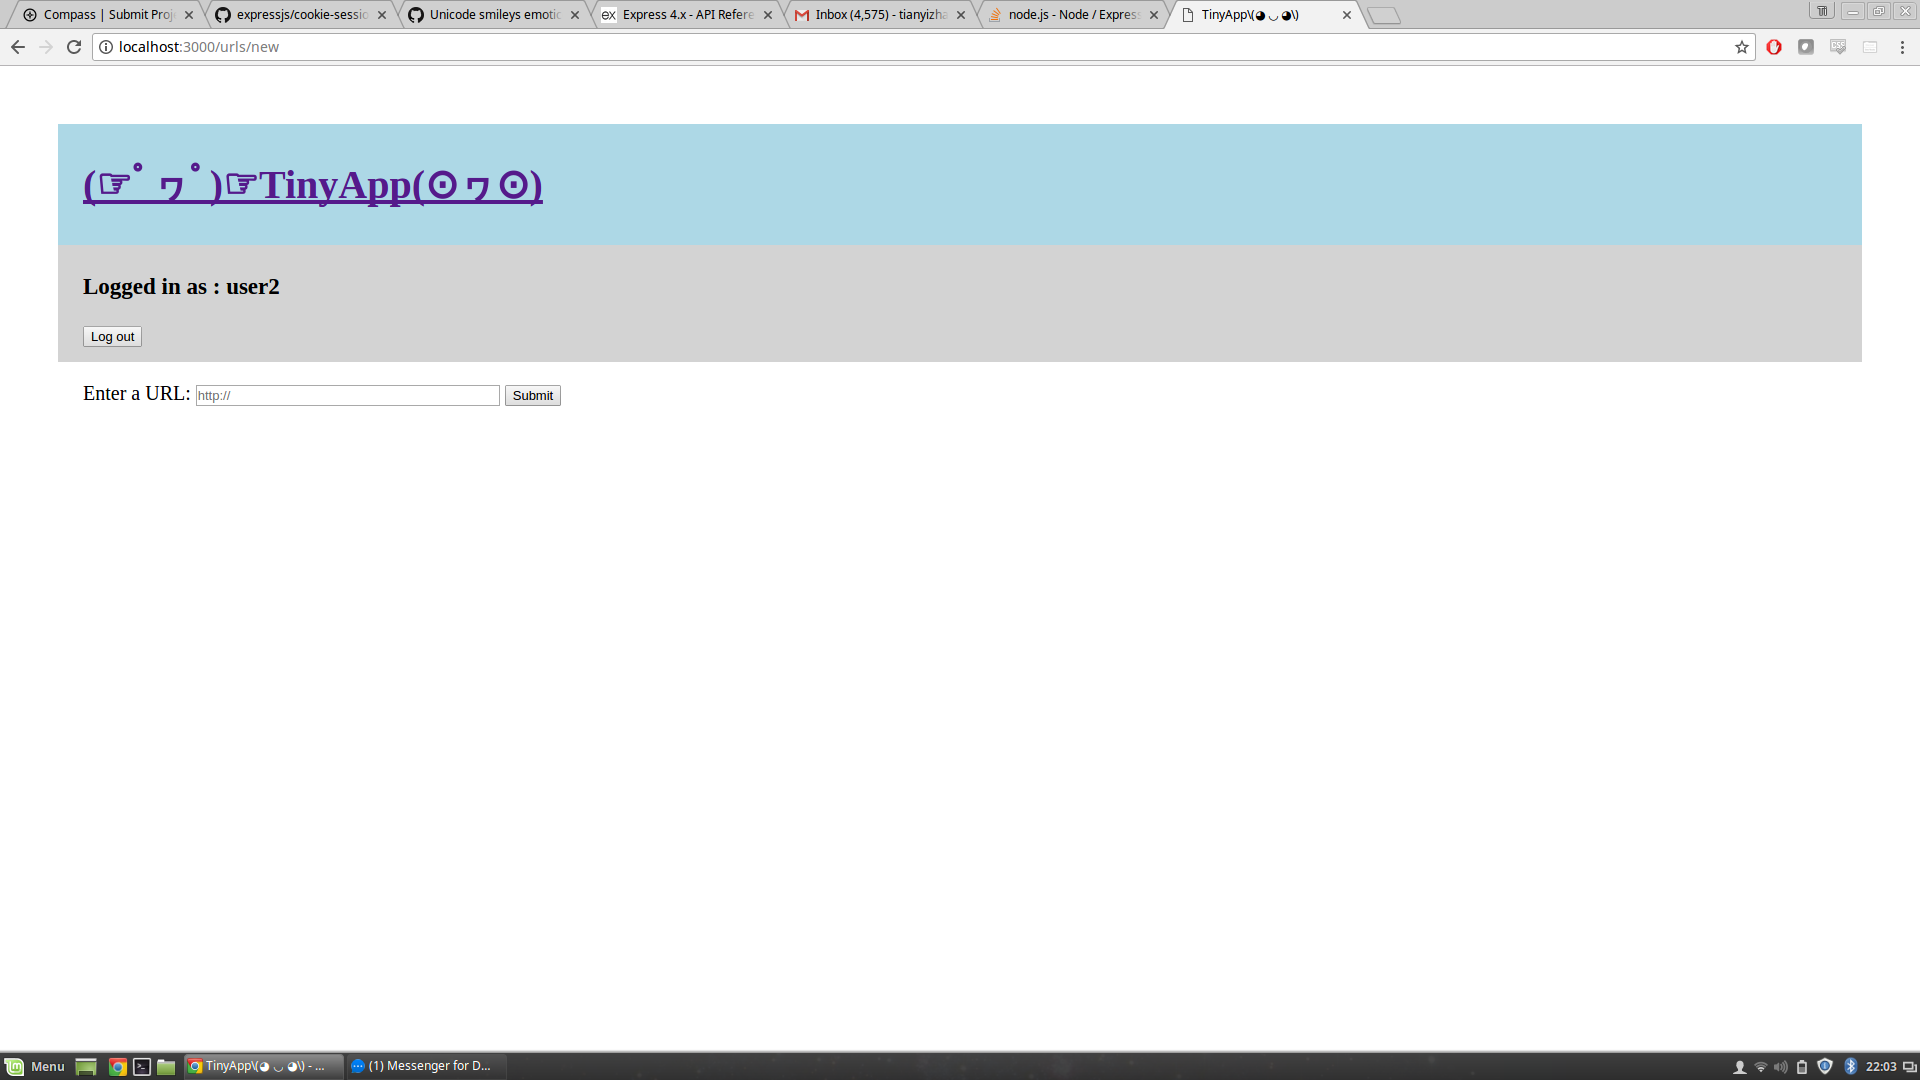 Compass | Submit Proj
expressjs/cookie-sessio
Unicode smileys emotic
Express 4.x - API Refere
Inbox (4,575) - tianyizha
node.js - Node / Express
TinyApp\(◕ ◡ ◕\)
localhost:3000/urls/new
(☞ﾟヮﾟ)☞TinyApp(⊙ヮ⊙)
Logged in as : user2
Log out
Enter a URL: http:// Submit
Menu
TinyApp\(◕ ◡ ◕\) - ...
(1) Messenger for D...
22:03